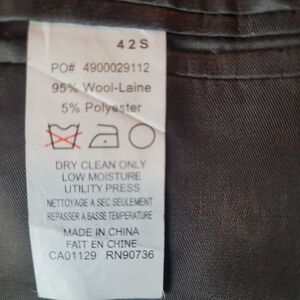 42S
PO# 4900029112
95% Wool-Laine
5% Polyester
DRY CLEAN ONLY
LOW MOISTURE
UTILITY PRESS
NETTOYAGE A SEC SEULEMENT
REPASSER A BASSE TEMPERATURE
MADE IN CHINA
FAIT EN CHINE
CA01129 RN90736